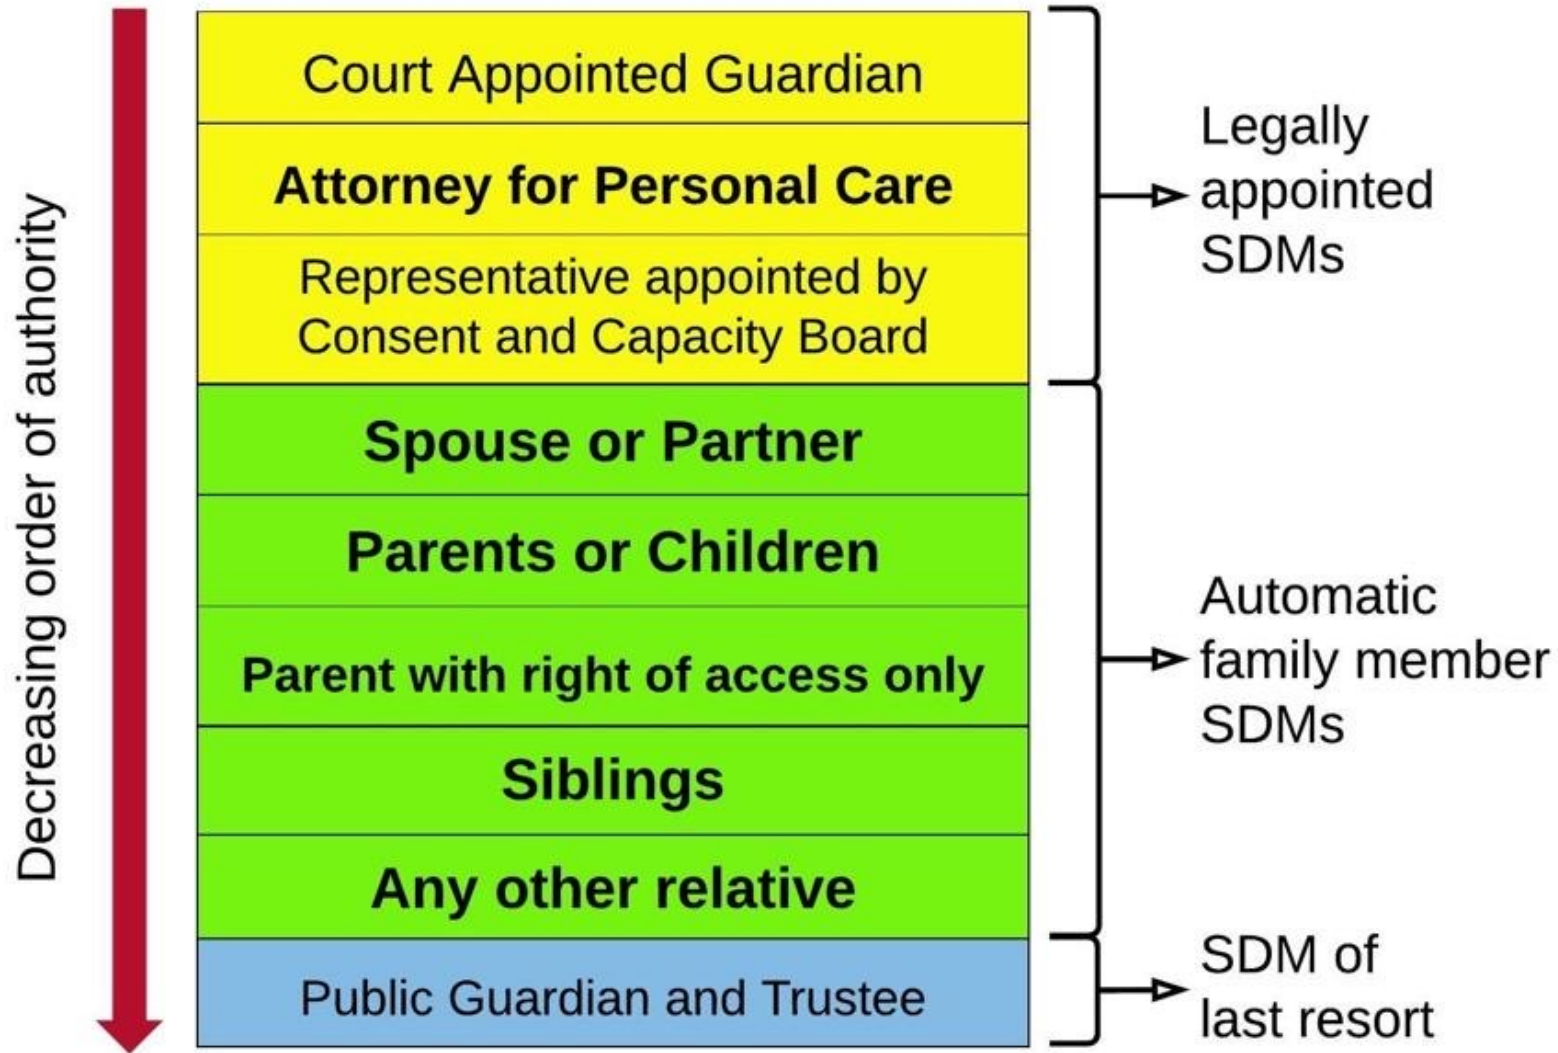 Decreasing order of authority
Court Appointed Guardian
Attorney for Personal Care
Representative appointed by
Consent and Capacity Board
Spouse or Partner
Parents or Children
Parent with right of access only
Siblings
Any other relative
Public Guardian and Trustee
Legally
appointed
SDMs
Automatic
family member
SDMs
SDM of
last resort